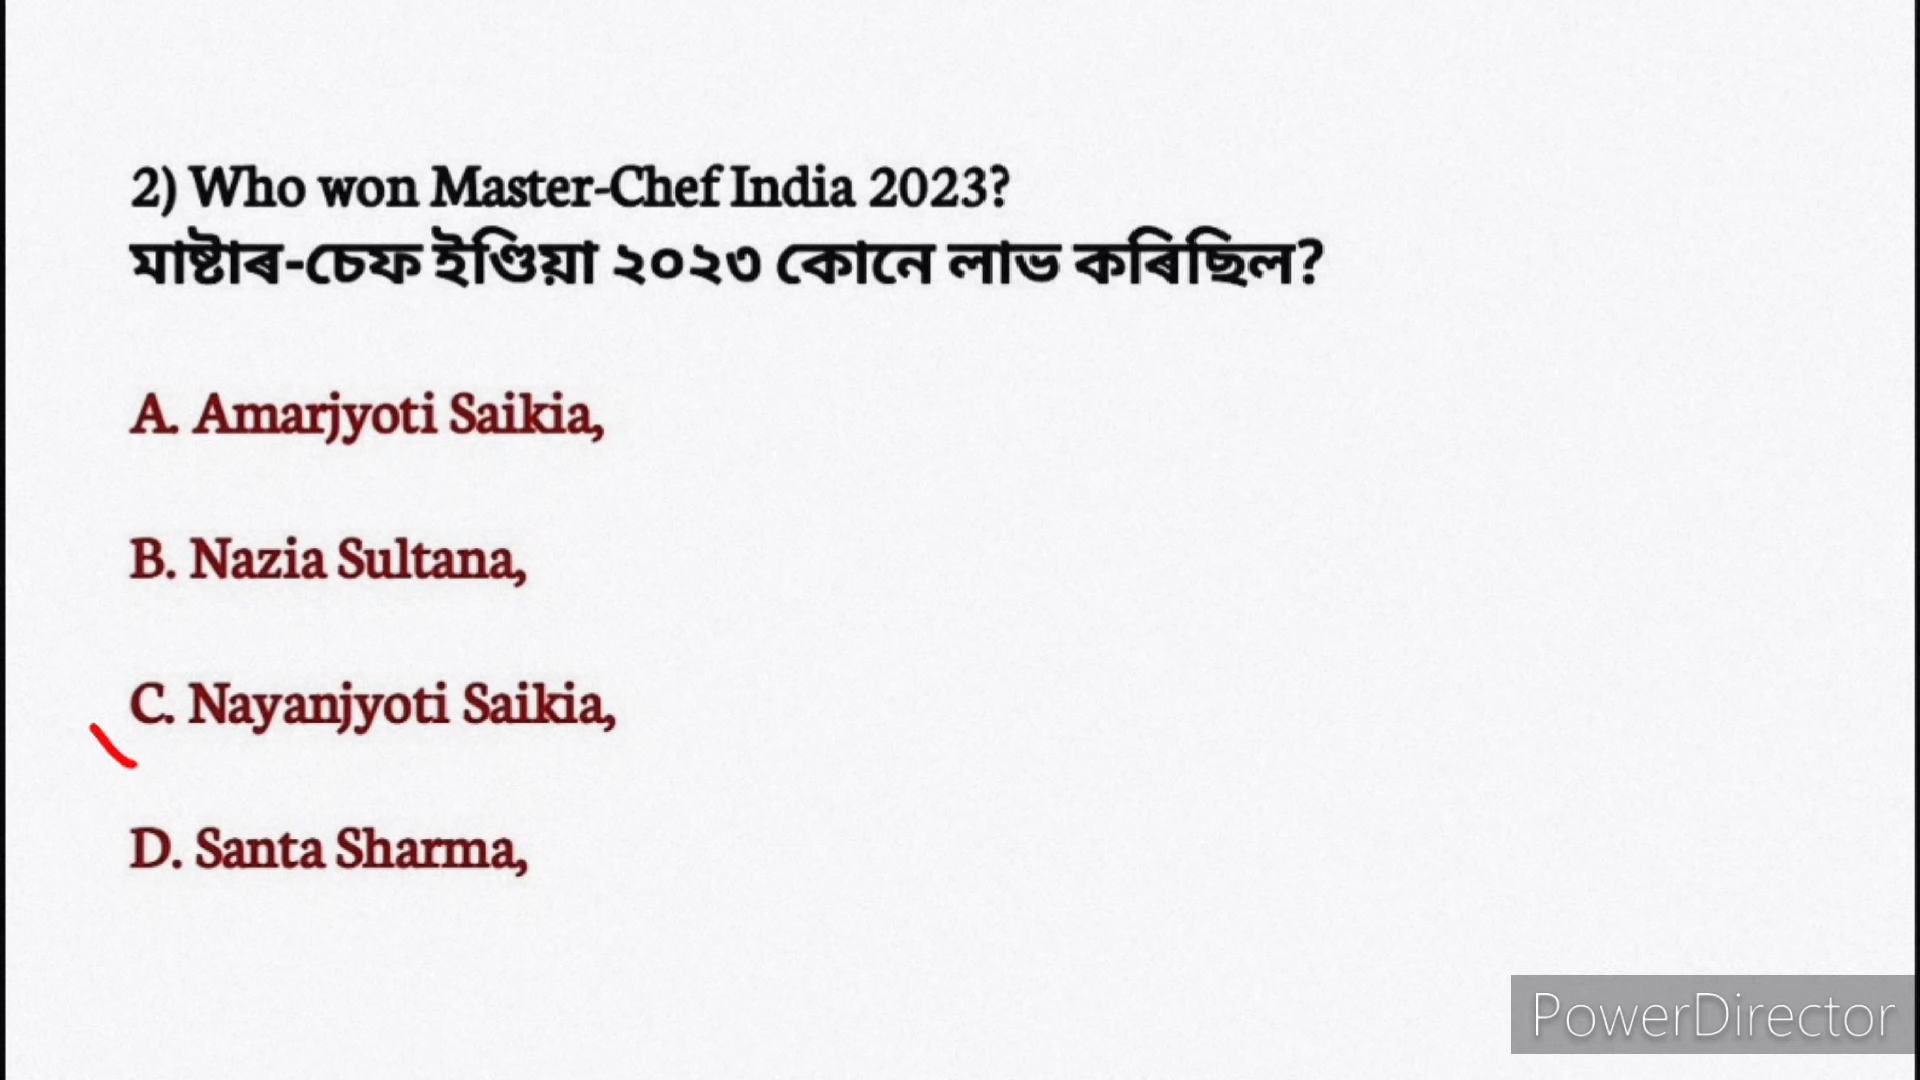 2) Who won Master-Chef India 2023?
মাষ্টাৰ-চেফ ইণ্ডিয়া ২০২৩ কোনে লাভ কৰিছিল?
A. Amarjyoti Saikia,
B. Nazia Sultana,
C. Nayanjyoti Saikia,
D. Santa Sharma,
PowerDirector